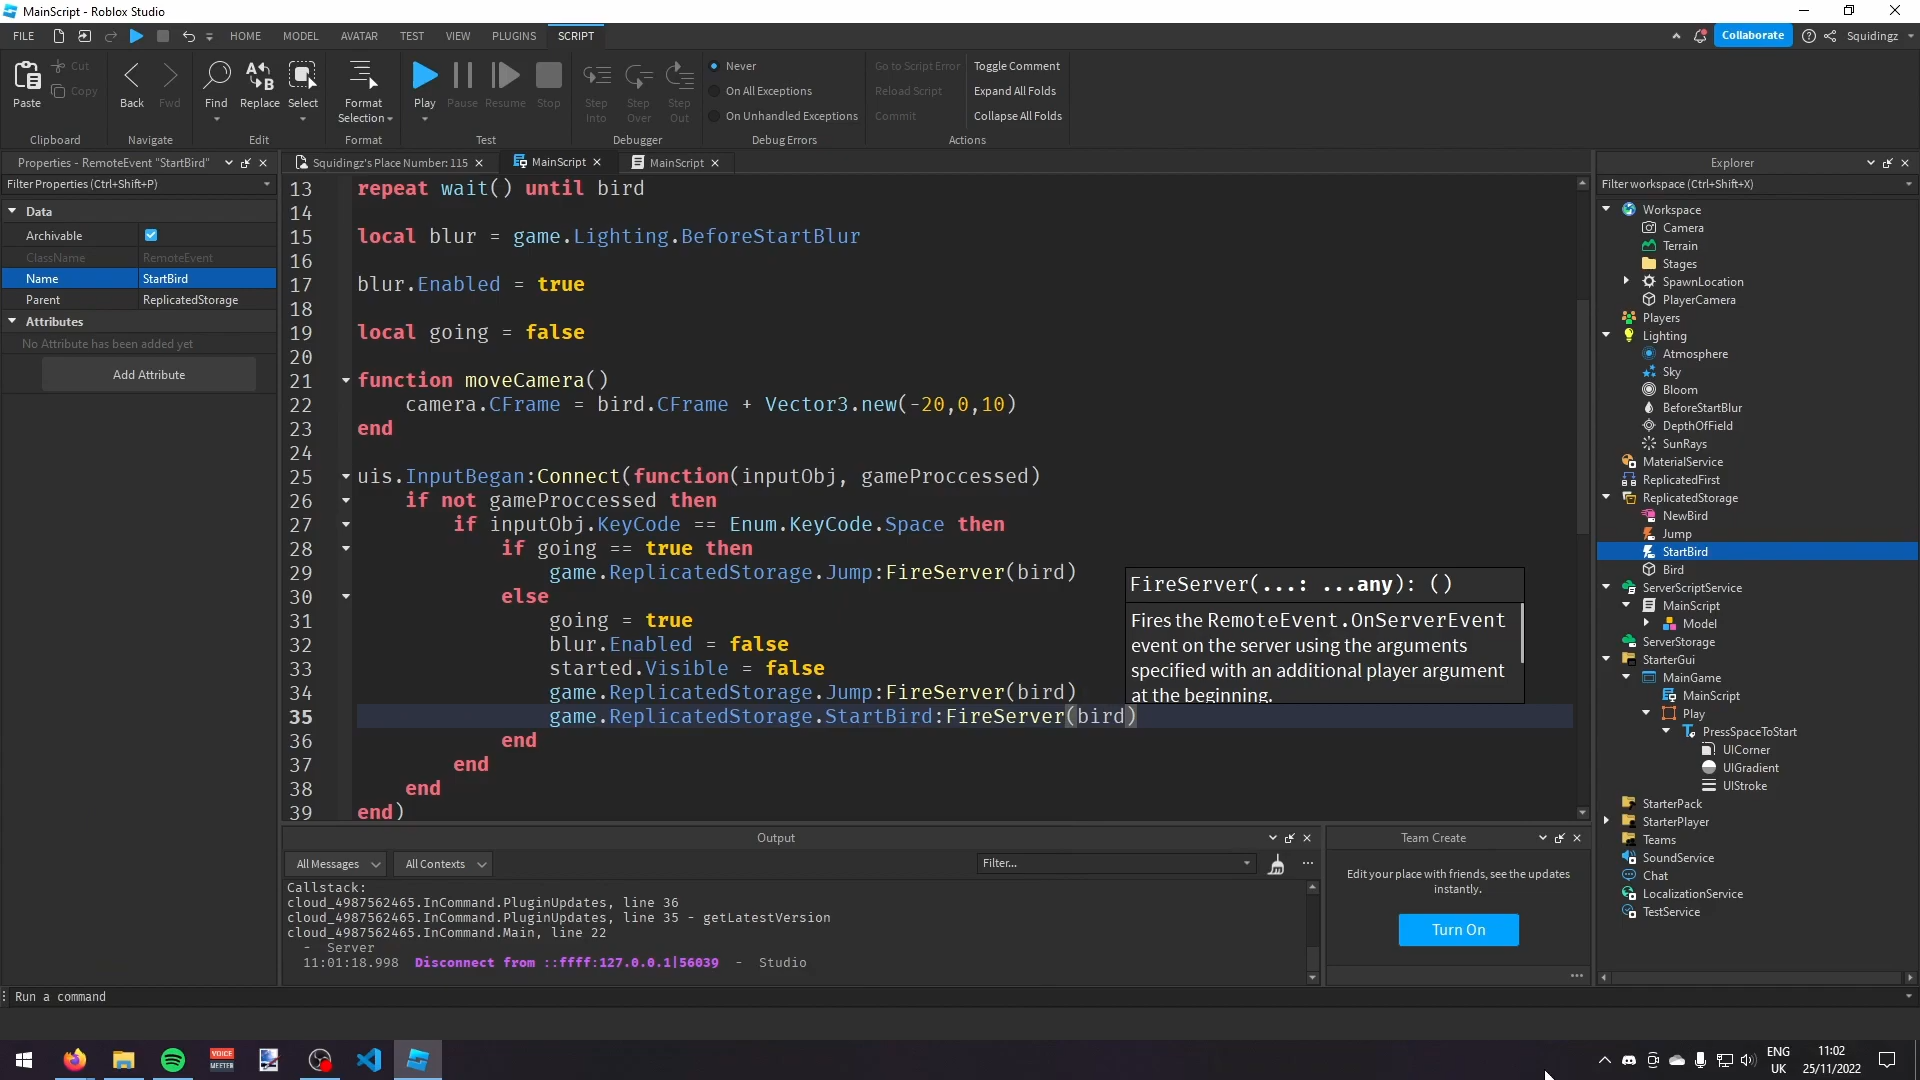 MainScript - Roblox Studio
FILE HOME MODEL AVATAR TEST VIEW PLUGINS SCRIPT Collaborate Squidingz
Paste Cut Copy Clipboard
Back Fwd Navigate
Find Replace Select Edit
Format Selection Format
Play Pause Resume Stop Test
Step Into Step Over Step Out Debugger
Never
On All Exceptions
On Unhandled Exceptions
Debug Errors
Go to Script Error
Reload Script
Commit
Toggle Comment
Expand All Folds
Collapse All Folds
Actions
Properties - RemoteEvent "StartBird"
Filter Properties (Ctrl+Shift+P)
Data
Archivable
ClassName RemoteEvent
Name StartBird
Parent ReplicatedStorage
Attributes
No Attribute has been added yet
Add Attribute
Squidingz's Place Number: 115 MainScript MainScript
13 repeat wait() until bird
14
15 local blur = game.Lighting.BeforeStartBlur
16
17 blur.Enabled = true
18
19 local going = false
20
21 function moveCamera()
22 camera.CFrame = bird.CFrame + Vector3.new(-20,0,10)
23 end
24
25 uis.InputBegan:Connect(function(inputObj, gameProccessed)
26 if not gameProccessed then
27 if inputObj.KeyCode == Enum.KeyCode.Space then
28 if going == true then
29 game.ReplicatedStorage.Jump:FireServer(bird)
30 else
31 going = true
32 blur.Enabled = false
33 started.Visible = false
34 game.ReplicatedStorage.Jump:FireServer(bird)
35 game.ReplicatedStorage.StartBird:FireServer(bird)
36 end
37 end
38 end
39 end)
FireServer(...: ...any): ()
Fires the RemoteEvent.OnServerEvent
event on the server using the arguments
specified with an additional player argument
at the beginning.
Output
All Messages All Contexts Filter...
Callstack:
cloud_4987562465.InCommand.PluginUpdates, line 36
cloud_4987562465.InCommand.PluginUpdates, line 35 - getLatestVersion
cloud_4987562465.InCommand.Main, line 22
- Server
11:01:18.998 Disconnect from ::ffff:127.0.0.1|56039 - Studio
Team Create
Edit your place with friends, see the updates
instantly.
Turn On
Explorer
Filter workspace (Ctrl+Shift+X)
Workspace
Camera
Terrain
Stages
SpawnLocation
PlayerCamera
Players
Lighting
Atmosphere
Sky
Bloom
BeforeStartBlur
DepthOfField
SunRays
MaterialService
ReplicatedFirst
ReplicatedStorage
NewBird
Jump
StartBird
Bird
ServerScriptService
MainScript
Model
ServerStorage
StarterGui
MainGame
MainScript
Play
PressSpaceToStart
UICorner
UIGradient
UIStroke
StarterPack
StarterPlayer
Teams
SoundService
Chat
LocalizationService
TestService
Run a command
VOICE
MEETER
ENG
UK
11:02
25/11/2022